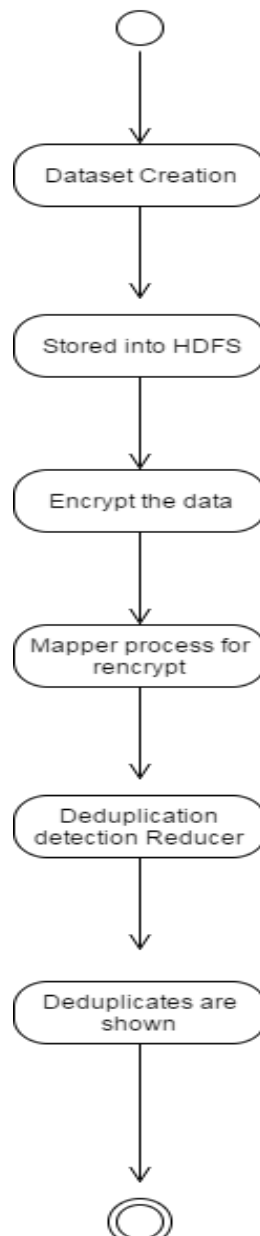 Dataset Creation
Stored into HDFS
Encrypt the data
Mapper process for
rencrypt
Deduplication
detection Reducer
Deduplicates are
shown